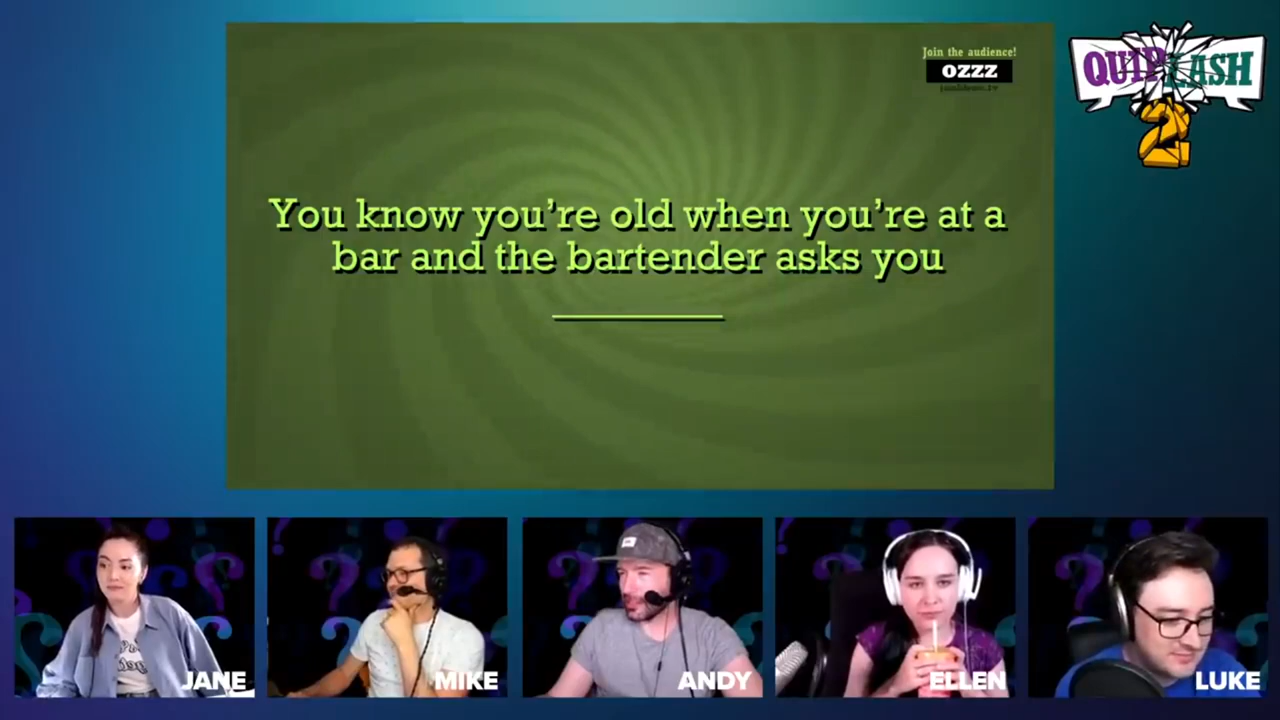 Join the audience!
OZZZ
QUIPLASH
2
You know you're old when you're at a
bar and the bartender asks you
JANE
MIKE
ANDY
ELLEN
LUKE